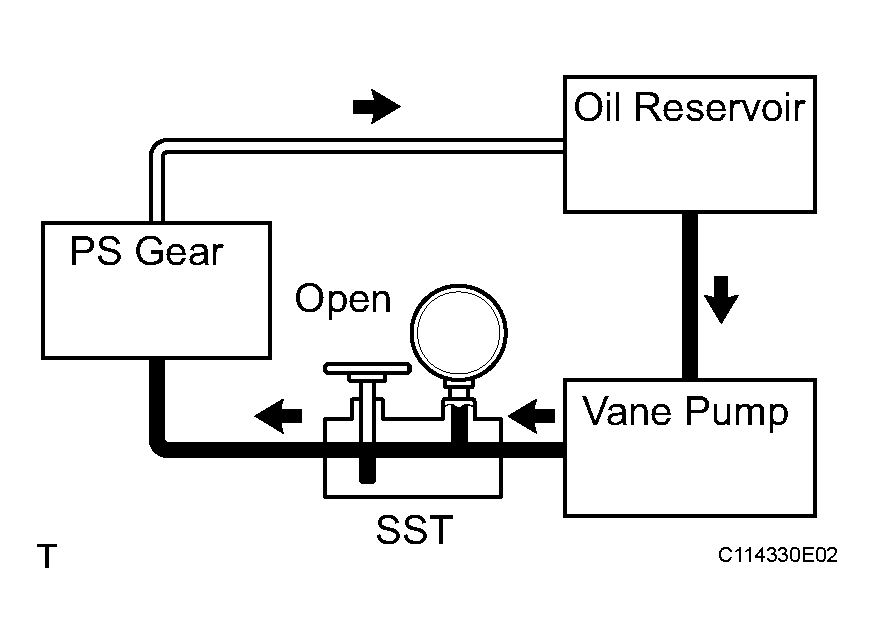 Oil Reservoir
PS Gear
Open
Vane Pump
SST
T
C114330E02